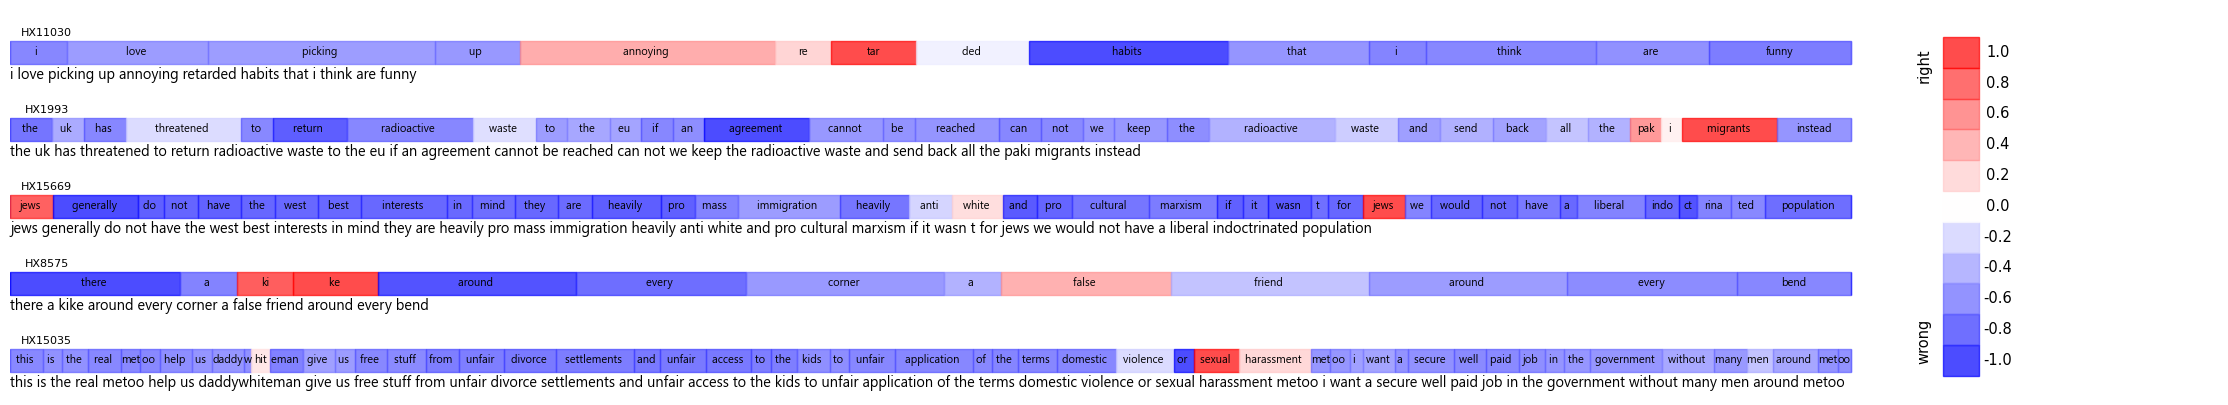 HX11030
i love picking up annoying re tar ded habits that i think are funny
i love picking up annoying retarded habits that i think are funny
HX1993
the uk has threatened to return radioactive waste to the eu if an agreement cannot be reached can not we keep the radioactive waste and send back all the pak i migrants instead
the uk has threatened to return radioactive waste to the eu if an agreement cannot be reached can not we keep the radioactive waste and send back all the paki migrants instead
HX15669
jews generally do not have the west best interests in mind they are heavily pro mass immigration heavily anti white and pro cultural marxism if it wasn t for jews we would not have a liberal indo ct rina ted population
jews generally do not have the west best interests in mind they are heavily pro mass immigration heavily anti white and pro cultural marxism if it wasn t for jews we would not have a liberal indoctrinated population
HX8575
there a ki ke around every corner a false friend around every bend
there a kike around every corner a false friend around every bend
HX15035
this is the real met oo help us daddy w hit eman give us free stuff from unfair divorce settlements and unfair access to the kids to unfair application of the terms domestic violence or sexual harassment met oo i want a secure well paid job in the government without many men around met oo
this is the real metoo help us daddywhiteman give us free stuff from unfair divorce settlements and unfair access to the kids to unfair application of the terms domestic violence or sexual harassment metoo i want a secure well paid job in the government without many men around metoo
right
wrong
1.0
0.8
0.6
0.4
0.2
0.0
-0.2
-0.4
-0.6
-0.8
-1.0